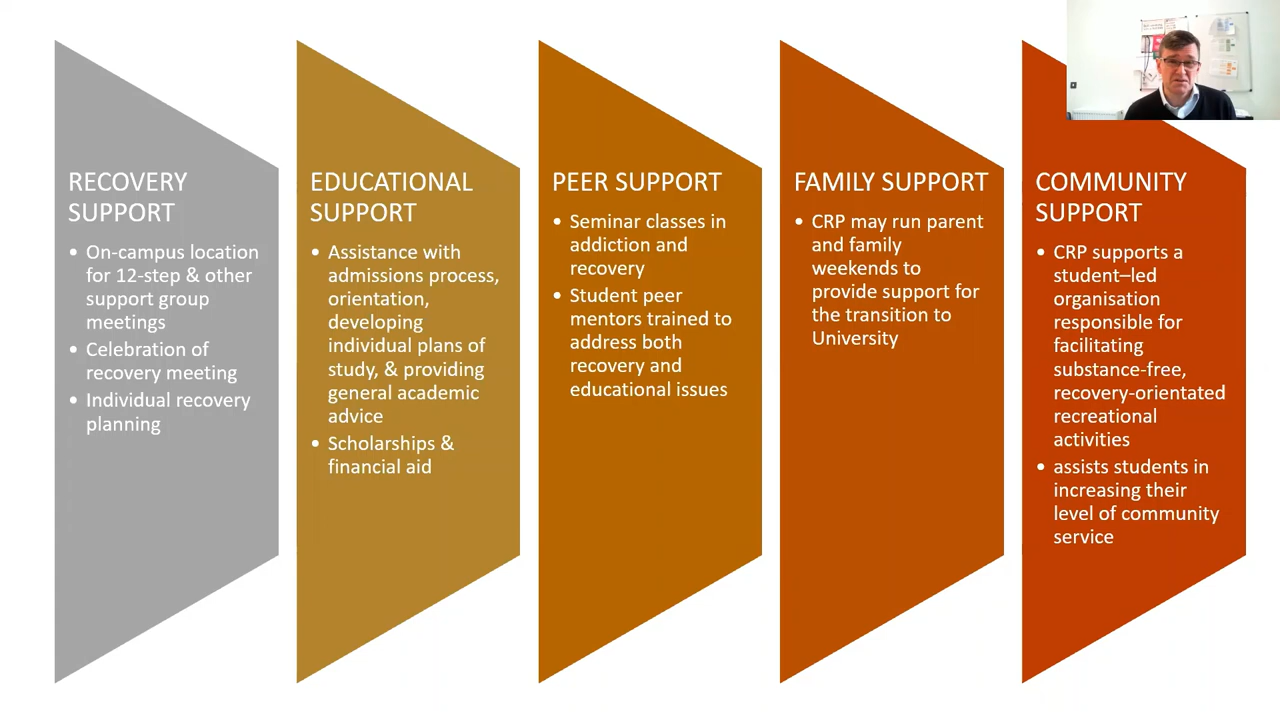 RECOVERY
SUPPORT
• On-campus location
for 12-step & other
support group
meetings
• Celebration of
recovery meeting
• Individual recovery
planning
EDUCATIONAL
SUPPORT
• Assistance with
admissions process,
orientation,
developing
individual plans of
study, & providing
general academic
advice
• Scholarships &
financial aid
PEER SUPPORT
• Seminar classes in
addiction and
recovery
• Student peer
mentors trained to
address both
recovery and
educational issues
FAMILY SUPPORT
• CRP may run parent
and family
weekends to
provide support for
the transition to
University
COMMUNITY
SUPPORT
• CRP supports a
student–led
organisation
responsible for
facilitating
substance-free,
recovery-orientated
recreational
activities
• assists students in
increasing their
level of community
service